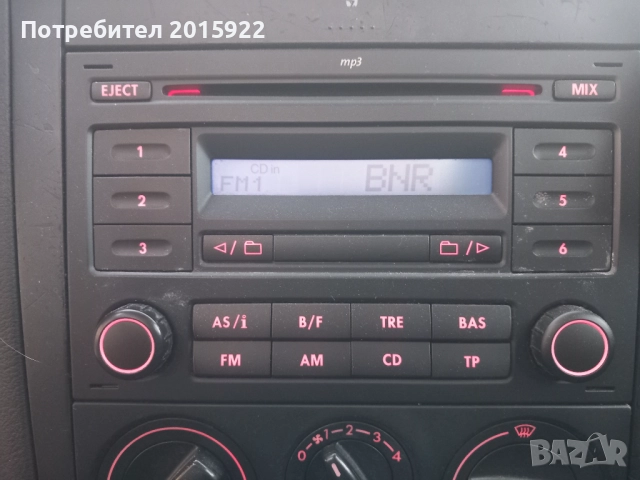 Потребител 2015922
mp3
EJECT
MIX
1
4
CD in
FM1
BNR
2
5
3
6
◁/
/▷
AS/i
B/F
TRE
BAS
FM
AM
CD
TP
0 1 2 3 4
BAZAR